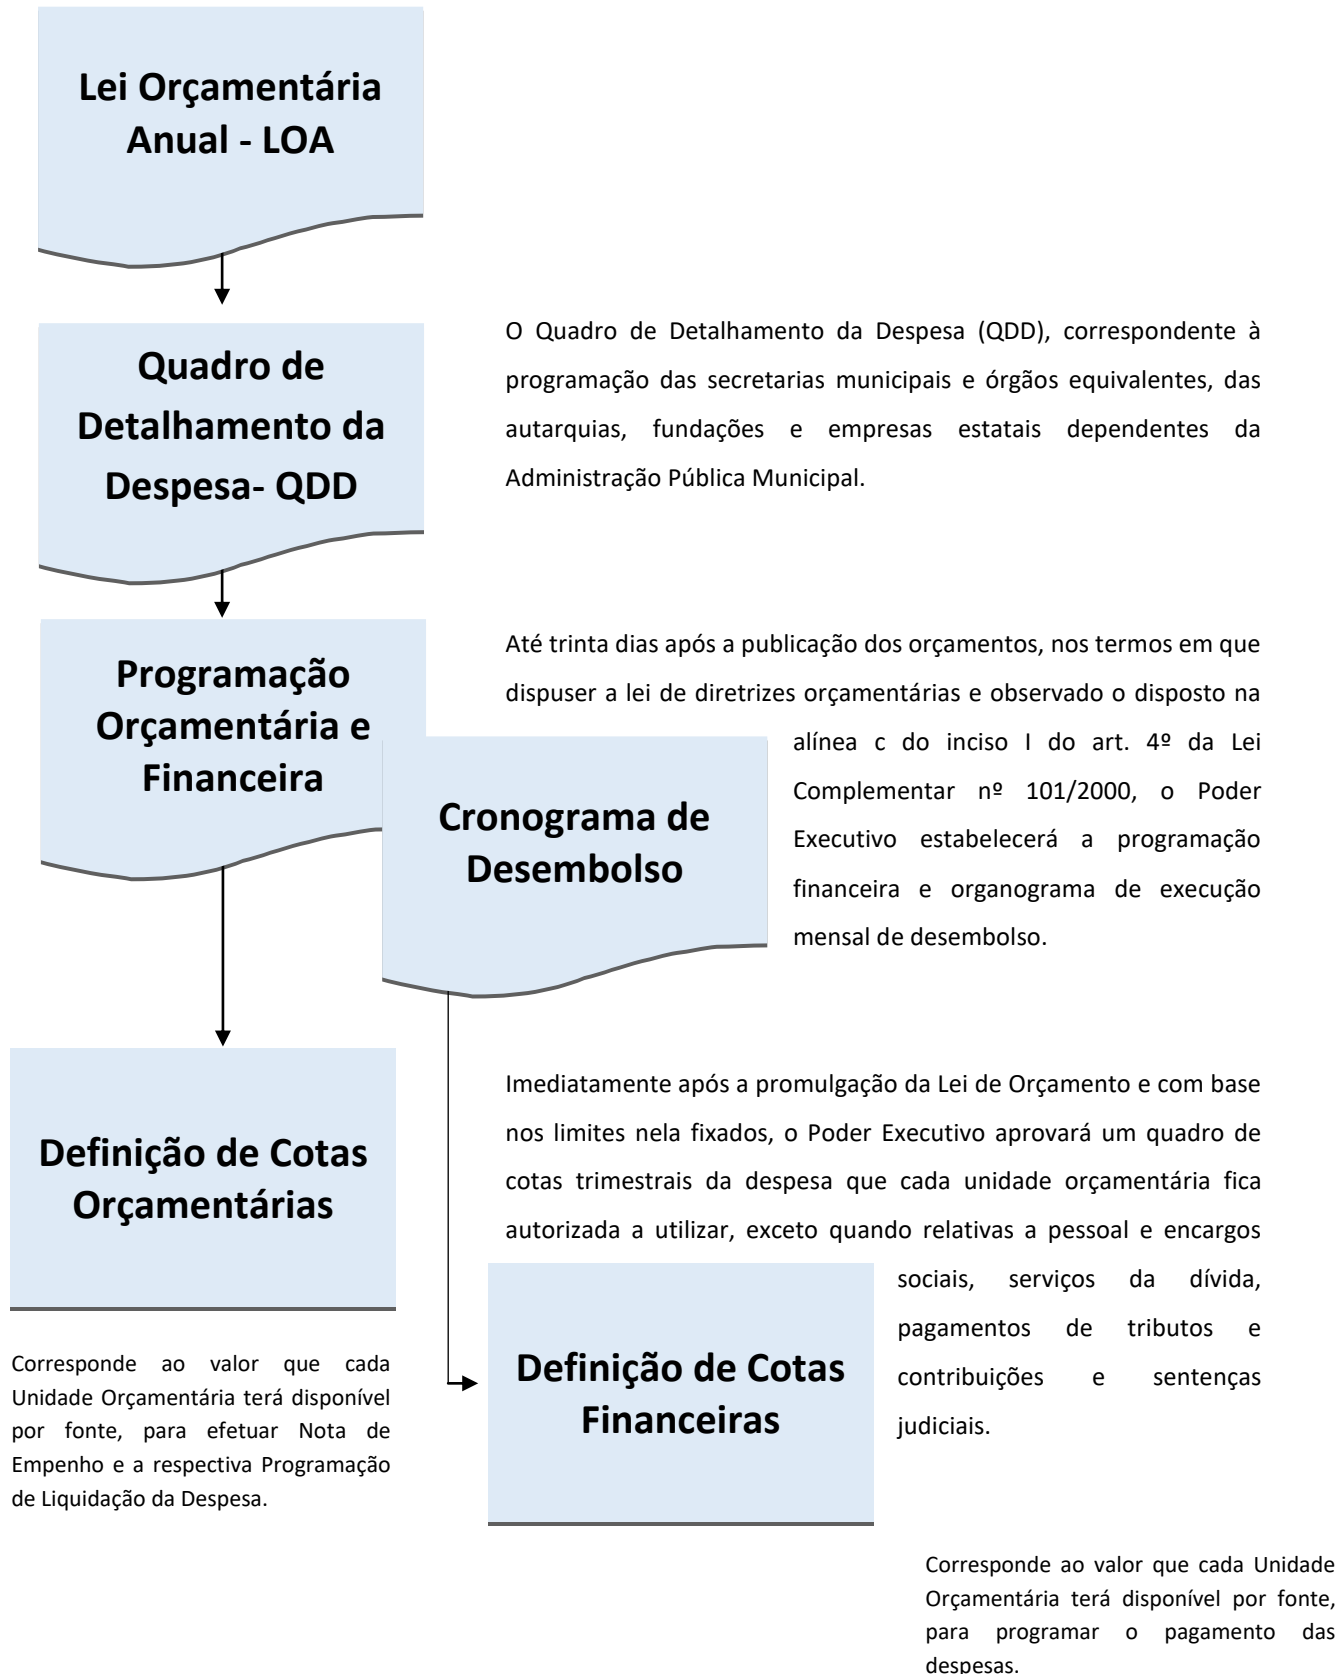 Lei Orçamentária
Anual - LOA
Quadro de
Detalhamento da
Despesa- QDD
O Quadro de Detalhamento da Despesa (QDD), correspondente à
programação das secretarias municipais e órgãos equivalentes, das
autarquias, fundações e empresas estatais dependentes da
Administração Pública Municipal.
Programação
Orçamentária e
Financeira
Até trinta dias após a publicação dos orçamentos, nos termos em que
dispuser a lei de diretrizes orçamentárias e observado o disposto na
alínea c do inciso I do art. 4º da Lei
Complementar nº 101/2000, o Poder
Executivo estabelecerá a programação
financeira e organograma de execução
mensal de desembolso.
Cronograma de
Desembolso
Definição de Cotas
Orçamentárias
Corresponde ao valor que cada
Unidade Orçamentária terá disponível
por fonte, para efetuar Nota de
Empenho e a respectiva Programação
de Liquidação da Despesa.
Imediatamente após a promulgação da Lei de Orçamento e com base
nos limites nela fixados, o Poder Executivo aprovará um quadro de
cotas trimestrais da despesa que cada unidade orçamentária fica
autorizada a utilizar, exceto quando relativas a pessoal e encargos
sociais, serviços da dívida,
pagamentos de tributos e
contribuições e sentenças
judiciais.
Definição de Cotas
Financeiras
Corresponde ao valor que cada Unidade
Orçamentária terá disponível por fonte,
para programar o pagamento das
despesas.